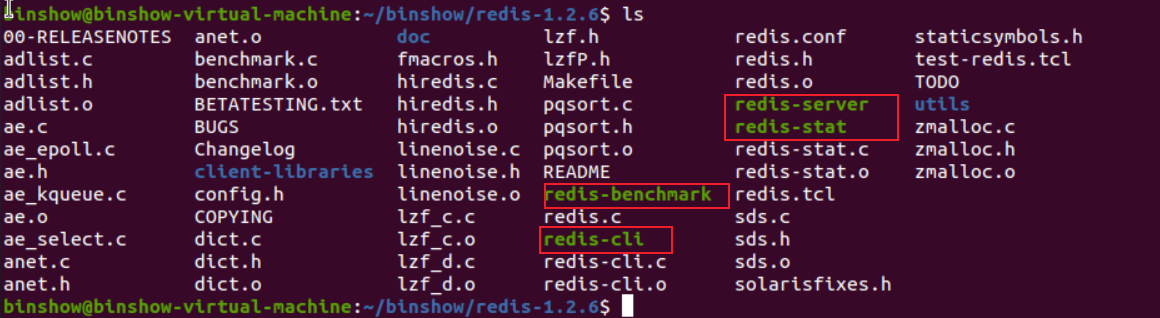 binshow@binshow-virtual-machine:~/binshow/redis-1.2.6$ ls
00-RELEASENOTES anet.o doc lzf.h redis.conf staticsymbols.h
adlist.c benchmark.c fmacros.h lzfP.h redis.h test-redis.tcl
adlist.h benchmark.o hiredis.c Makefile redis.o TODO
adlist.o BETATESTING.txt hiredis.h pqsort.c redis-server utils
ae.c BUGS hiredis.o pqsort.h redis-stat zmalloc.c
ae_epoll.c Changelog linenoise.c pqsort.o redis-stat.c zmalloc.h
ae.h client-libraries linenoise.h README redis-stat.o zmalloc.o
ae_kqueue.c config.h linenoise.o redis-benchmark redis.tcl
ae.o COPYING lzf_c.c redis.c sds.c
ae_select.c dict.c lzf_c.o redis-cli sds.h
anet.c dict.h lzf_d.c redis-cli.c sds.o
anet.h dict.o lzf_d.o redis-cli.o solarisfixes.h
binshow@binshow-virtual-machine:~/binshow/redis-1.2.6$